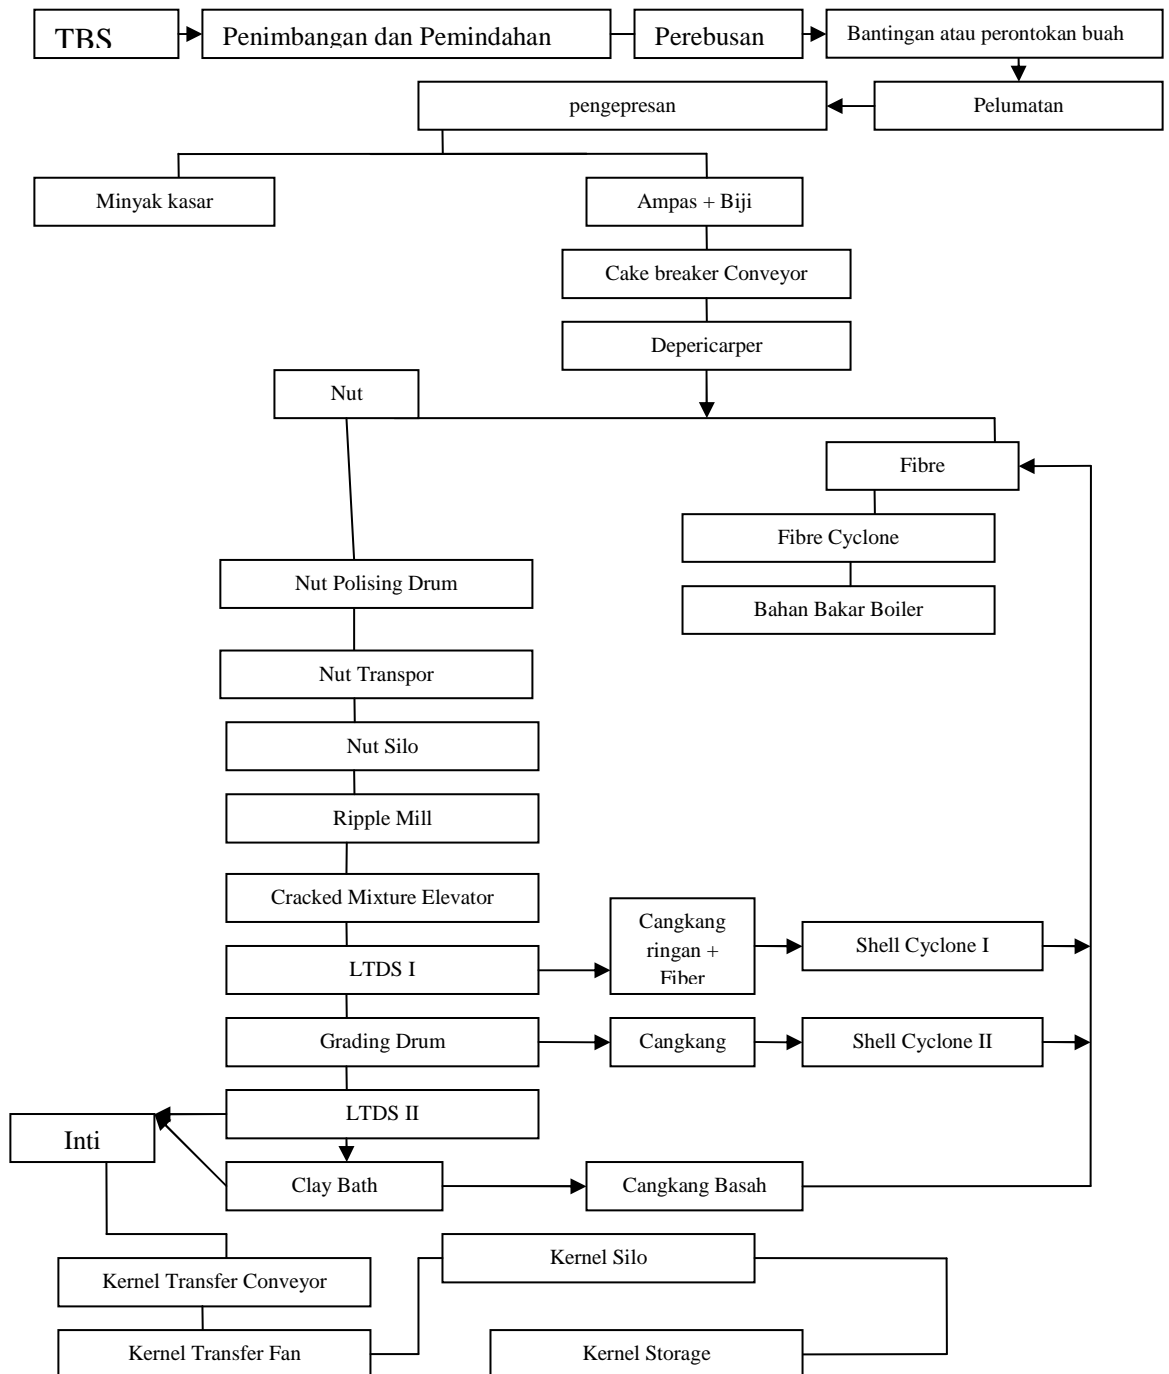 TBS
Penimbangan dan Pemindahan
Perebusan
Bantingan atau perontokan buah
pengepresan
Pelumatan
Minyak kasar
Ampas + Biji
Cake breaker Conveyor
Depericarper
Nut
Fibre
Fibre Cyclone
Nut Polising Drum
Bahan Bakar Boiler
Nut Transpor
Nut Silo
Ripple Mill
Cracked Mixture Elevator
Cangkang
ringan +
Fiber
Shell Cyclone I
LTDS I
Grading Drum
Cangkang
Shell Cyclone II
LTDS II
Inti
Clay Bath
Cangkang Basah
Kernel Silo
Kernel Transfer Conveyor
Kernel Transfer Fan
Kernel Storage